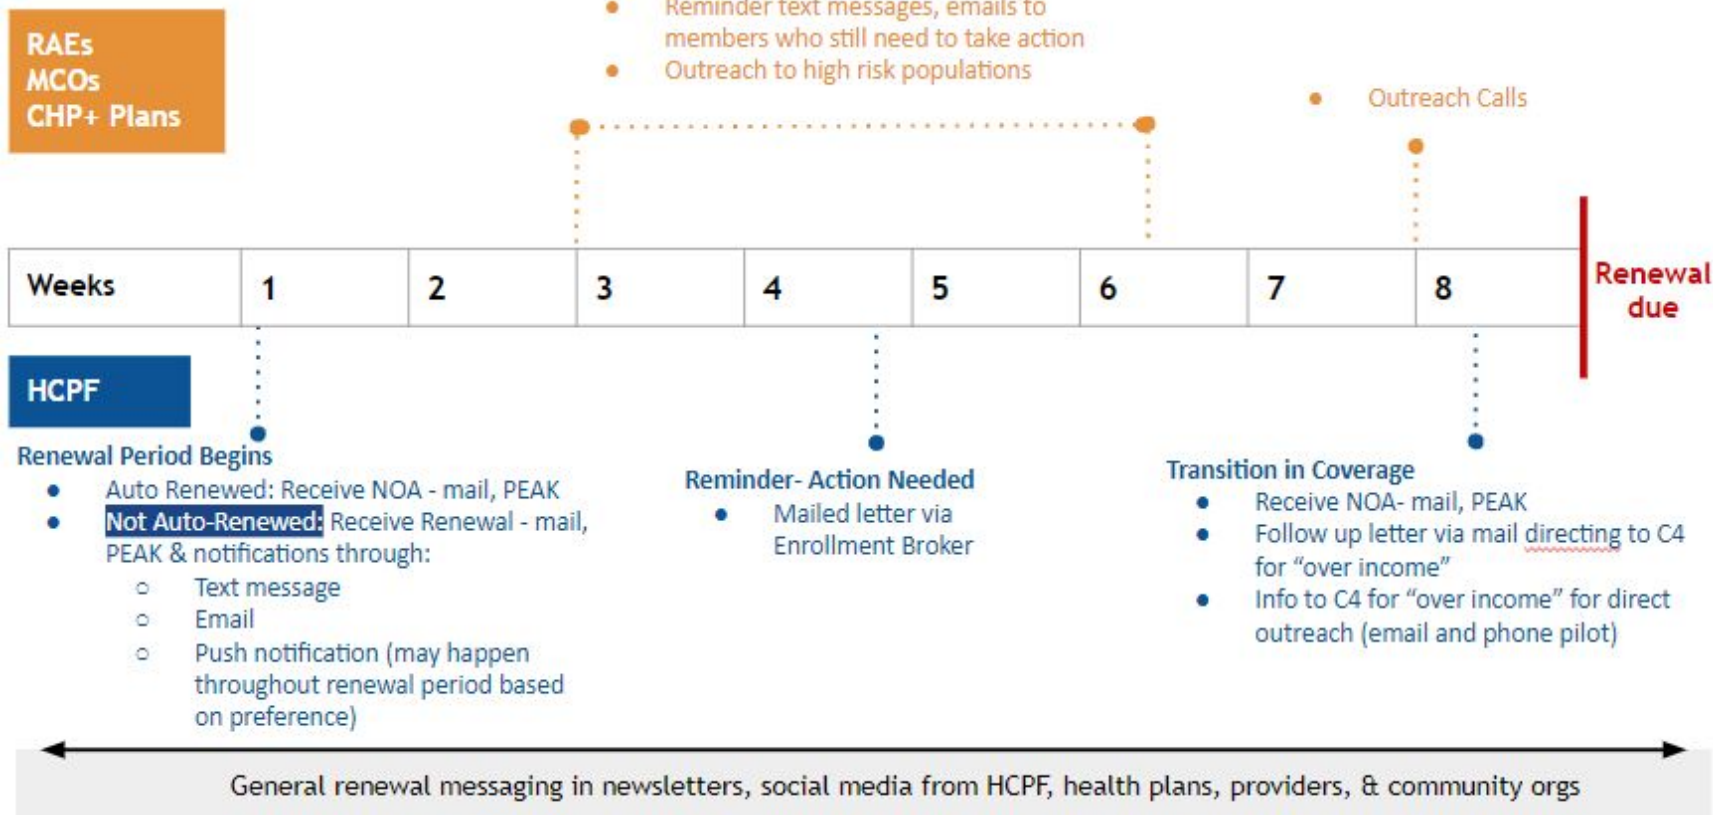 ● Reminder text messages, emails to
members who still need to take action
● Outreach to high risk populations
RAEs
MCOs
CHP+ Plans
● Outreach Calls
Weeks 1 2 3 4 5 6 7 8
Renewal
due
HCPF
Renewal Period Begins
● Auto Renewed: Receive NOA - mail, PEAK
● Not Auto-Renewed: Receive Renewal - mail,
PEAK & notifications through:
○ Text message
○ Email
○ Push notification (may happen
throughout renewal period based
on preference)
Reminder- Action Needed
● Mailed letter via
Enrollment Broker
Transition in Coverage
● Receive NOA- mail, PEAK
● Follow up letter via mail directing to C4
for “over income”
● Info to C4 for “over income” for direct
outreach (email and phone pilot)
General renewal messaging in newsletters, social media from HCPF, health plans, providers, & community orgs